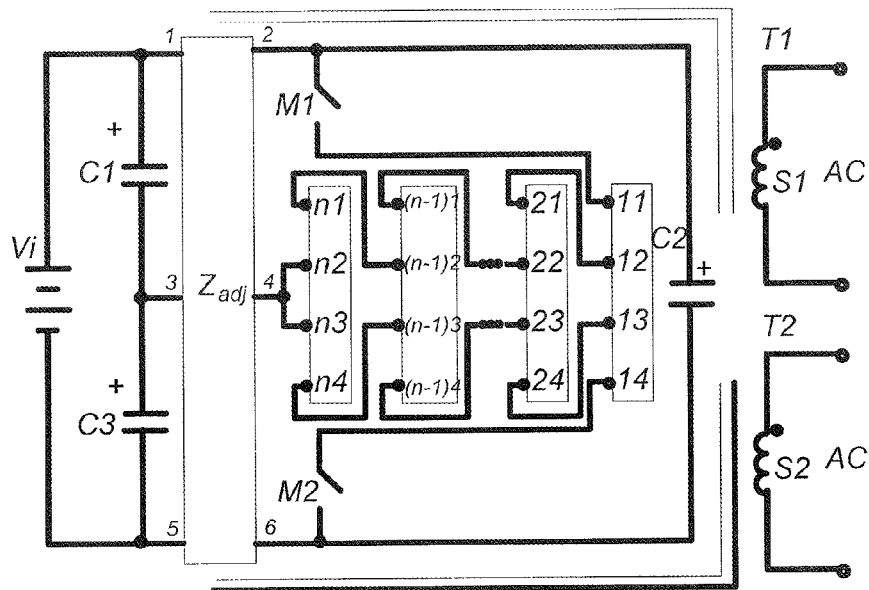 1
2
T1
M1
+
C1
S1
AC
n1
(n-1)1
21
11
Vi
C2
n2
(n-1)2
22
12
+
3
Zadj
4
n3
(n-1)3
23
13
T2
+
n4
(n-1)4
24
14
C3
S2
AC
M2
5
6